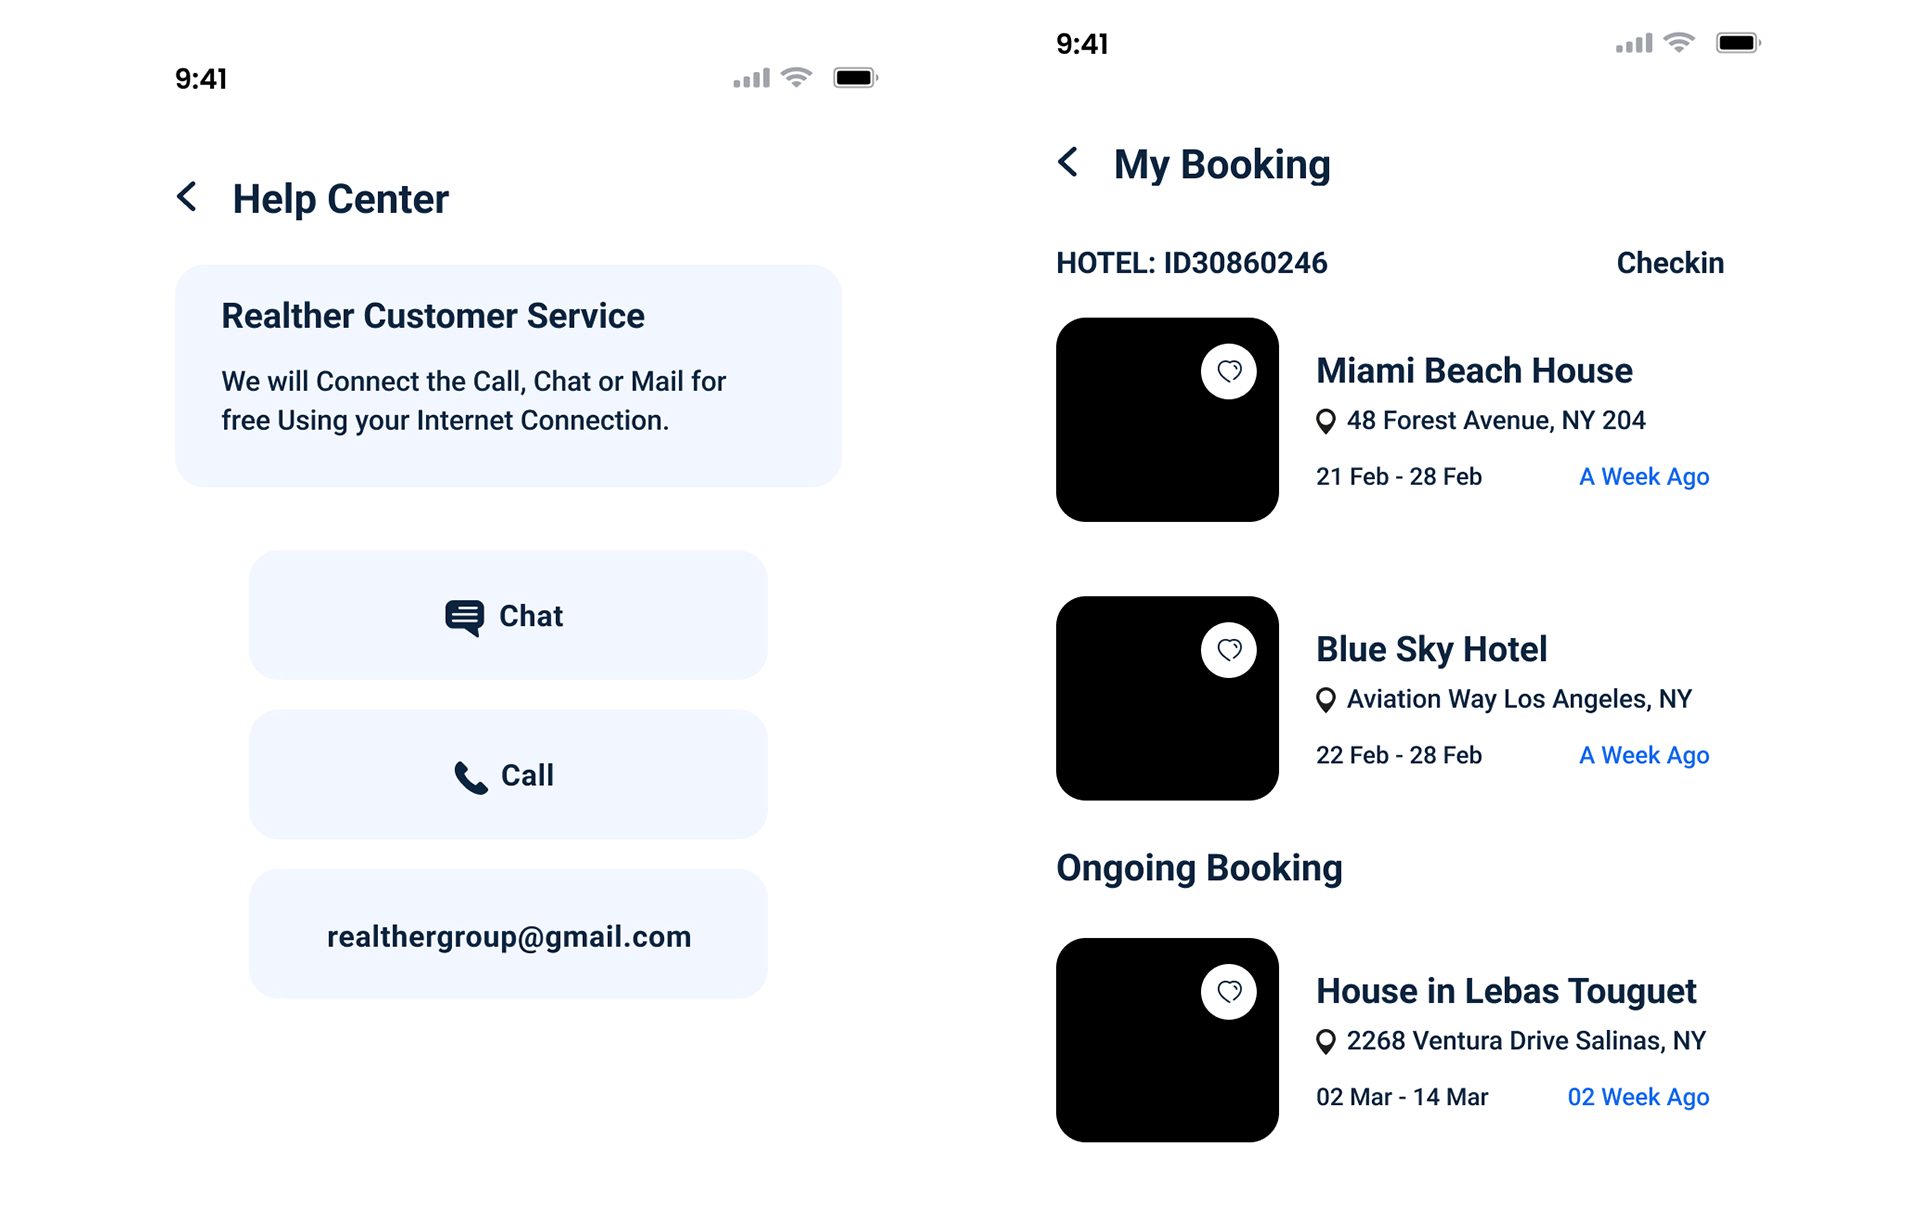 9:41
Help Center
Realther Customer Service
We will Connect the Call, Chat or Mail for
free Using your Internet Connection.
Chat
Call
realthergroup@gmail.com
9:41
My Booking
HOTEL: ID30860246 Checkin
Miami Beach House
48 Forest Avenue, NY 204
21 Feb - 28 Feb A Week Ago
Blue Sky Hotel
Aviation Way Los Angeles, NY
22 Feb - 28 Feb A Week Ago
Ongoing Booking
House in Lebas Touguet
2268 Ventura Drive Salinas, NY
02 Mar - 14 Mar 02 Week Ago